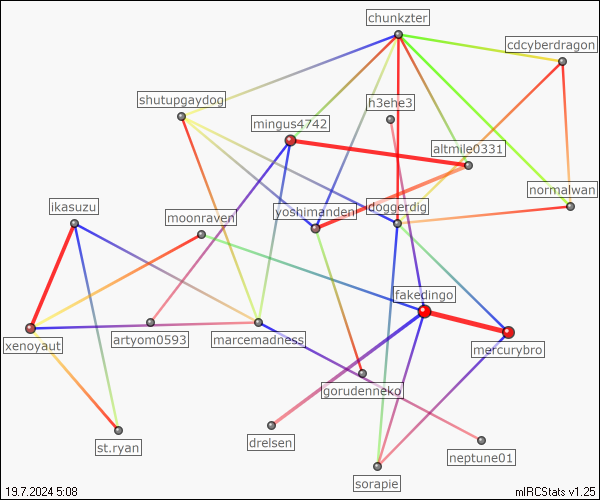 chunkzter
cdcyberdragon
shutupgaydog
h3ehe3
mingus4742
altmile0331
normalwan
ikasuzu
moonraven
yoshimanden
doggerdig
fakedingo
xenoyaut
artyom0593
marcemadness
mercurybro
gorudenneko
st.ryan
drelsen
neptune01
sorapie
19.7.2024 5:08
mIRCStats v1.25